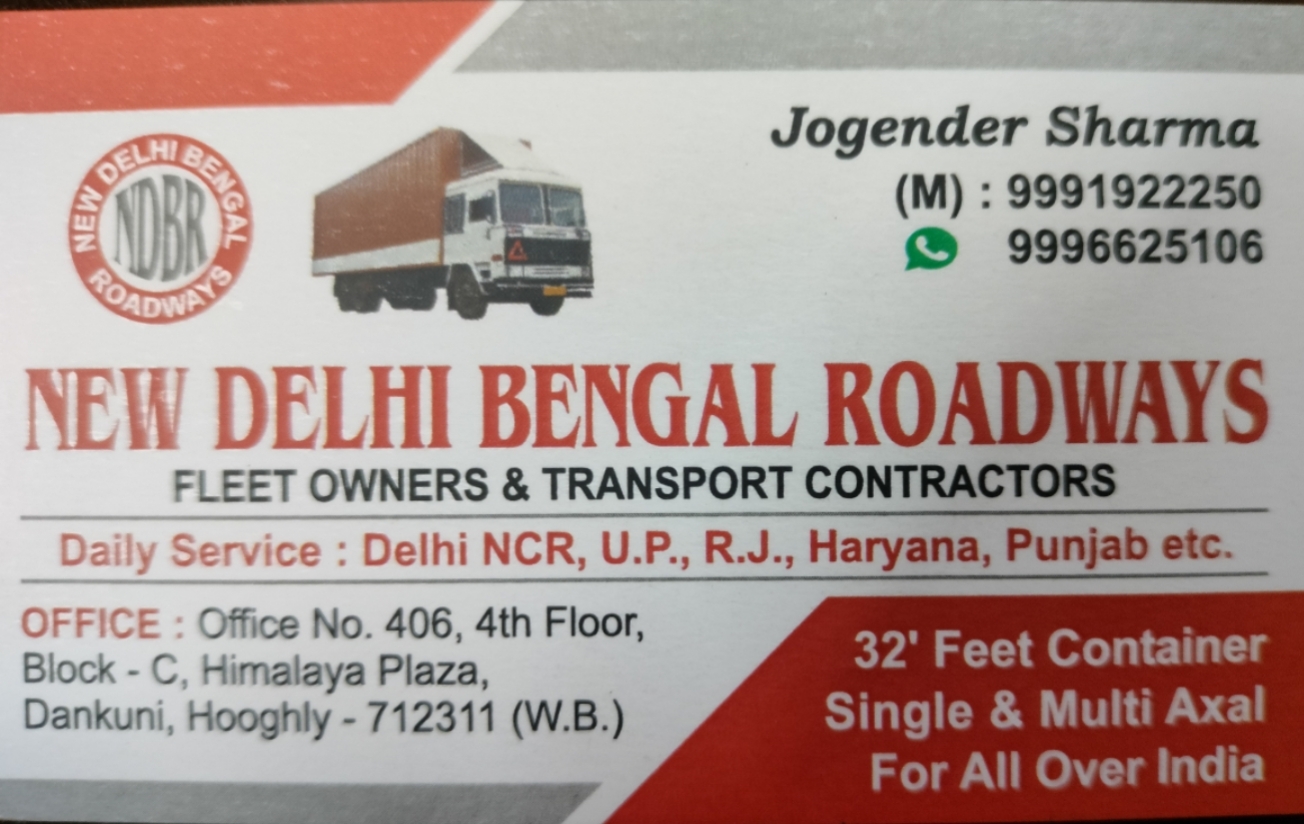 NEW DELHI BENGAL ROADWAYS
NDBR
Jogender Sharma
(M) : 9991922250
9996625106
NEW DELHI BENGAL ROADWAYS
FLEET OWNERS & TRANSPORT CONTRACTORS
Daily Service : Delhi NCR, U.P., R.J., Haryana, Punjab etc.
OFFICE : Office No. 406, 4th Floor,
Block - C, Himalaya Plaza,
Dankuni, Hooghly - 712311 (W.B.)
32' Feet Container
Single & Multi Axal
For All Over India